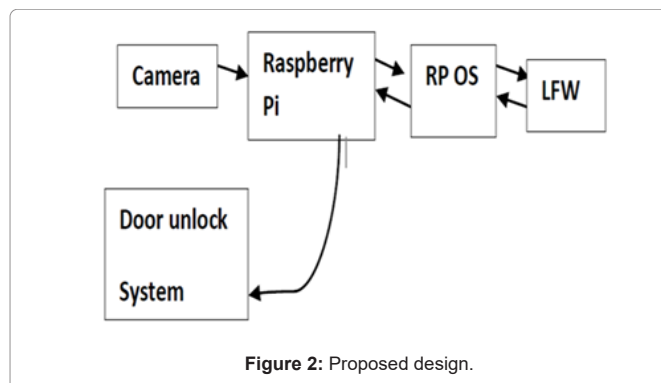 Camera
Raspberry
Pi
RP OS
LFW
Door unlock
System
Figure 2: Proposed design.